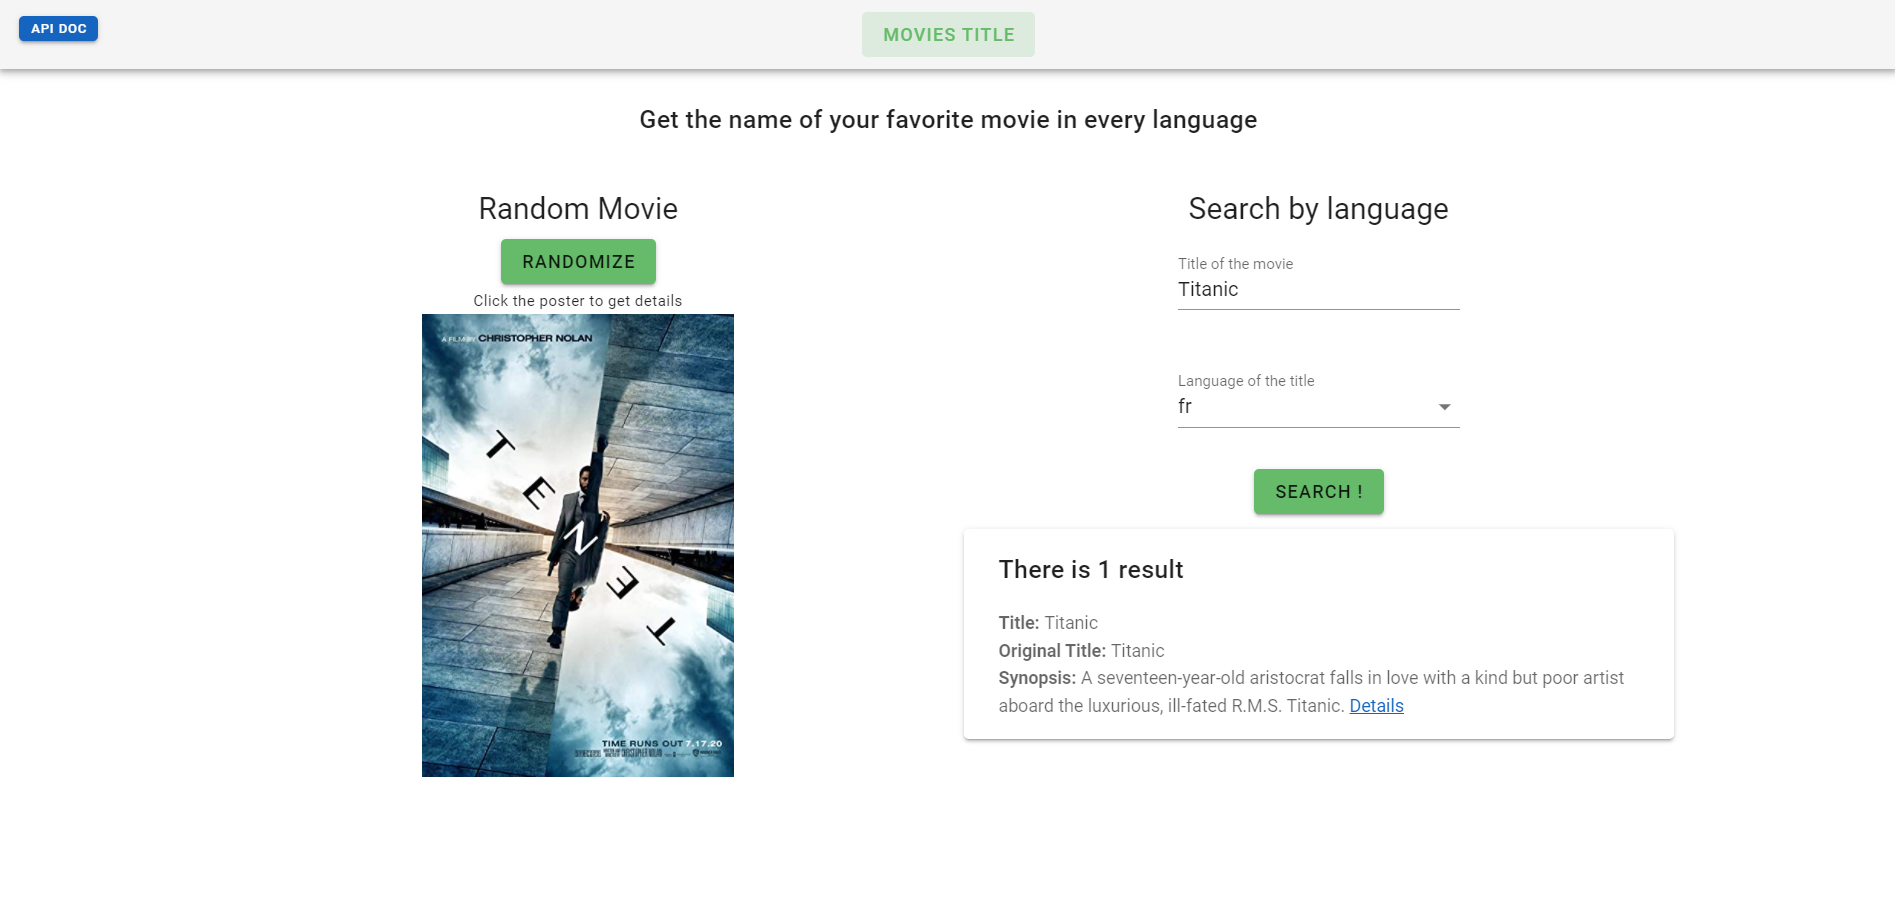 API DOC
MOVIES TITLE
Get the name of your favorite movie in every language
Random Movie
RANDOMIZE
Click the poster to get details
A FILM BY CHRISTOPHER NOLAN
T
E
N
E
T
TIME RUNS OUT 7.17.20
Search by language
Title of the movie
Titanic
Language of the title
fr
SEARCH !
There is 1 result
Title: Titanic
Original Title: Titanic
Synopsis: A seventeen-year-old aristocrat falls in love with a kind but poor artist
aboard the luxurious, ill-fated R.M.S. Titanic. Details